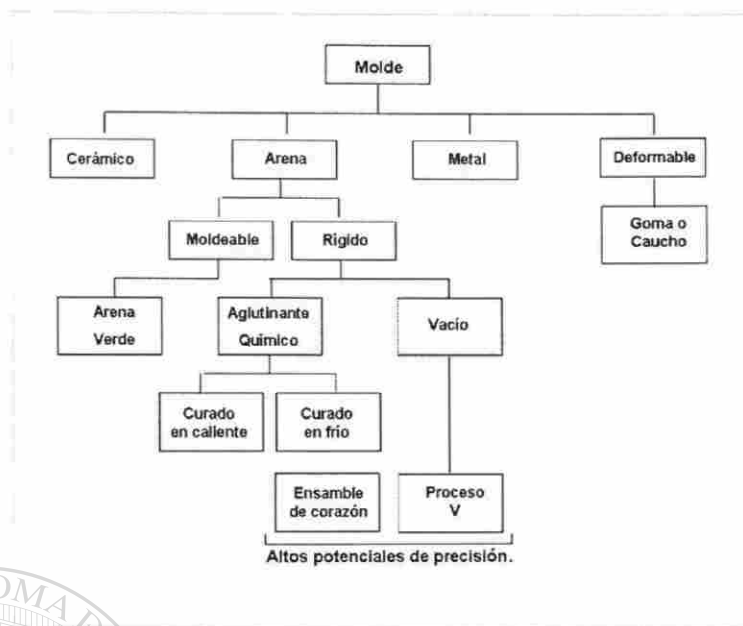 Molde
Cerámico
Arena
Metal
Deformable
Moldeable
Rigido
Goma o
Caucho
Arena
Verde
Aglutinante
Químico
Vacío
Curado
en caliente
Curado
en frío
Ensamble
de corazón
Proceso
V
Altos potenciales de precisión.